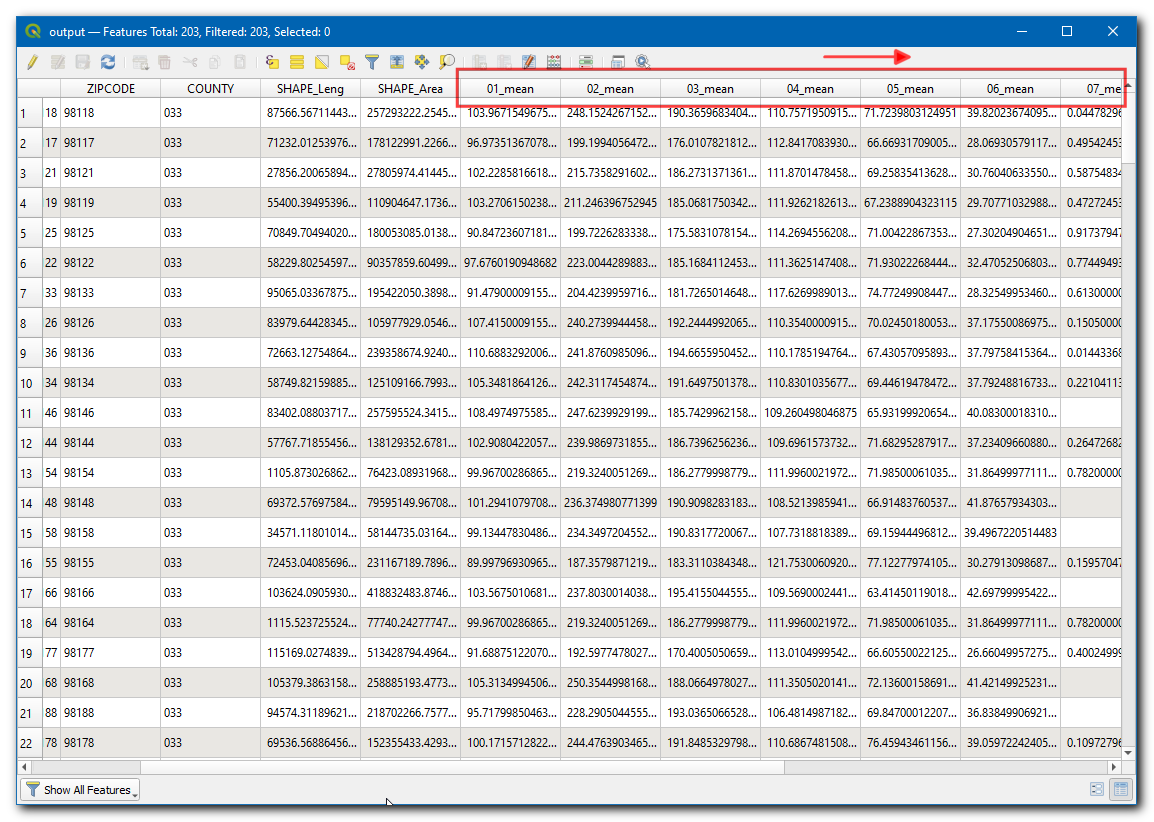 output — Features Total: 203, Filtered: 203, Selected: 0
ZIPCODE COUNTY SHAPE_Leng SHAPE_Area 01_mean 02_mean 03_mean 04_mean 05_mean 06_mean 07_me
1 18 98118 033 87566.56711443... 257293222.2545... 103.9671549675... 248.1524267152... 190.3659683404... 110.7571950915... 71.7239803124951 39.82023674095... 0.04478296
2 17 98117 033 71232.01253976... 178122991.2266... 96.97351367078... 199.1994056472... 176.0107821812... 112.8417083930... 66.66931709005... 28.06930579117... 0.49542453
3 21 98121 033 27856.20065894... 27805974.41445... 102.2285816618... 215.7358291602... 186.2731371361... 111.8701478458... 69.25835413628... 30.76040633550... 0.58754834
4 19 98119 033 55400.39495396... 110904647.1736... 103.2706150238... 211.246396752945 185.0681750342... 111.9262182613... 67.2388904323115 29.70771032988... 0.47272453
5 25 98125 033 70849.70494020... 180053085.0138... 90.84723607181... 199.7226283338... 175.5831078154... 114.2694556208... 71.00422867353... 27.30204904651... 0.91737947
6 22 98122 033 58229.80254597... 90357859.60499... 97.6760190948682 223.0044289883... 185.1684112453... 111.3625147408... 71.93022268444... 32.47052506803... 0.77449493
7 33 98133 033 95065.03367875... 195422050.3898... 91.47900009155... 204.4239959716... 181.7265014648... 117.6269989013... 74.77249908447... 28.32549953460... 0.61300000
8 26 98126 033 83979.64428345... 105977929.0546... 107.4150009155... 240.2739944458... 192.2444992065... 110.3540000915... 70.02450180053... 37.17550086975... 0.15050000
9 36 98136 033 72663.12754864... 239358674.9240... 110.6883292006... 241.8760985096... 194.6655950452... 110.1785194764... 67.43057095893... 37.79758415364... 0.01443368
10 34 98134 033 58749.82159885... 125109166.7993... 105.3481864126... 242.3117454874... 191.6497501378... 110.8301035677... 69.44619478472... 37.79248816733... 0.22104113
11 46 98146 033 83402.08803717... 257595524.3415... 108.4974975585... 247.6239929199... 185.7429962158... 109.260498046875 65.93199920654... 40.08300018310...
12 44 98144 033 57767.71855456... 138129352.6781... 102.9080422057... 239.9869731855... 186.7396256236... 109.6961573732... 71.68295287917... 37.23409660880... 0.26472682
13 54 98154 033 1105.873026862... 76423.08931968... 99.96700286865... 219.3240051269... 186.2779998779... 111.9960021972... 71.98500061035... 31.86499977111... 0.78200000
14 48 98148 033 69372.57697584... 79595149.96708... 101.2941079708... 236.374980771399 190.9098283183... 108.5213985941... 66.91483760537... 41.87657934303...
15 58 98158 033 34571.11801014... 58144735.03164... 99.13447830486... 234.3497204552... 190.8317720067... 107.7318818389... 69.15944496812... 39.4967220514483
16 55 98155 033 72453.04085696... 231167189.7896... 89.99796930965... 187.3579871219... 183.3110384348... 121.7530060920... 77.12277974105... 30.27913098687... 0.15957047
17 66 98166 033 103624.0905930... 418832483.8746... 103.5675010681... 237.8030014038... 195.4155044555... 109.5690002441... 63.41450119018... 42.69799995422...
18 64 98164 033 1115.523725524... 77740.24277747... 99.96700286865... 219.3240051269... 186.2779998779... 111.9960021972... 71.98500061035... 31.86499977111... 0.78200000
19 77 98177 033 115169.0274839... 513428794.4964... 91.68875122070... 192.5977478027... 170.4005050659... 113.0104999542... 66.60550022125... 26.66049957275... 0.40024999
20 68 98168 033 105379.3863158... 258885193.4773... 105.3134994506... 250.3544998168... 188.0664978027... 111.3505020141... 72.13600158691... 41.42149925231...
21 88 98188 033 94574.31189621... 218702266.7577... 95.71799850463... 228.2905044555... 193.0365066528... 106.4814987182... 69.84700012207... 36.83849906921...
22 78 98178 033 69536.56886456... 152355433.4293... 100.1715712822... 244.4763903465... 191.8485329798... 110.6867481508... 76.45943461156... 39.05972242405... 0.10972796
Show All Features